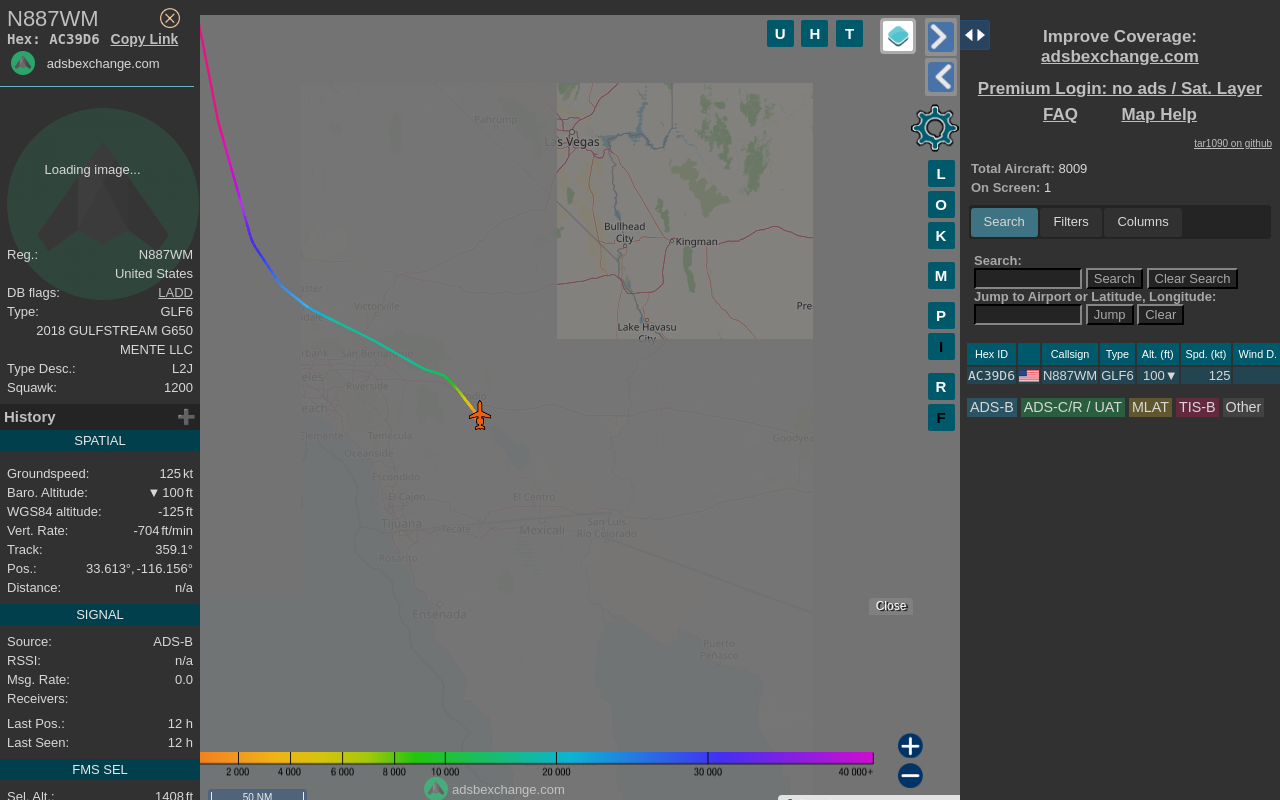 N887WM
Hex: AC39D6 Copy Link
adsbexchange.com
Loading image...
Reg.: N887WM
United States
DB flags: LADD
Type: GLF6
2018 GULFSTREAM G650
MENTE LLC
Type Desc.: L2J
Squawk: 1200
History
SPATIAL
Groundspeed: 125 kt
Baro. Altitude: ▼ 100 ft
WGS84 altitude: -125 ft
Vert. Rate: -704 ft/min
Track: 359.1°
Pos.: 33.613°, -116.156°
Distance: n/a
SIGNAL
Source: ADS-B
RSSI: n/a
Msg. Rate: 0.0
Receivers:
Last Pos.: 12 h
Last Seen: 12 h
FMS SEL
Sel. Alt.: 1408 ft
U H T
Pahrump
Las Vegas
Bullhead
City
Kingman
Lake Havasu
City
Pre
Victorville
San Bernardino
Riverside
Temecula
Oceanside
Escondido
El Cajon
El Centro
Tijuana
Tecate
Mexicali
San Luis
Río Colorado
Rosarito
Ensenada
Puerto
Peñasco
Goodyea
L
O
K
M
P
I
R
F
Close
2 000 4 000 6 000 8 000 10 000 20 000 30 000 40 000+
adsbexchange.com
50 NM
Improve Coverage:
adsbexchange.com
Premium Login: no ads / Sat. Layer
FAQ Map Help
tar1090 on github
Total Aircraft: 8009
On Screen: 1
Search Filters Columns
Search:
Search Clear Search
Jump to Airport or Latitude, Longitude:
Jump Clear
Hex ID Callsign Type Alt. (ft) Spd. (kt) Wind D.
AC39D6 N887WM GLF6 100▼ 125
ADS-B ADS-C/R / UAT MLAT TIS-B Other